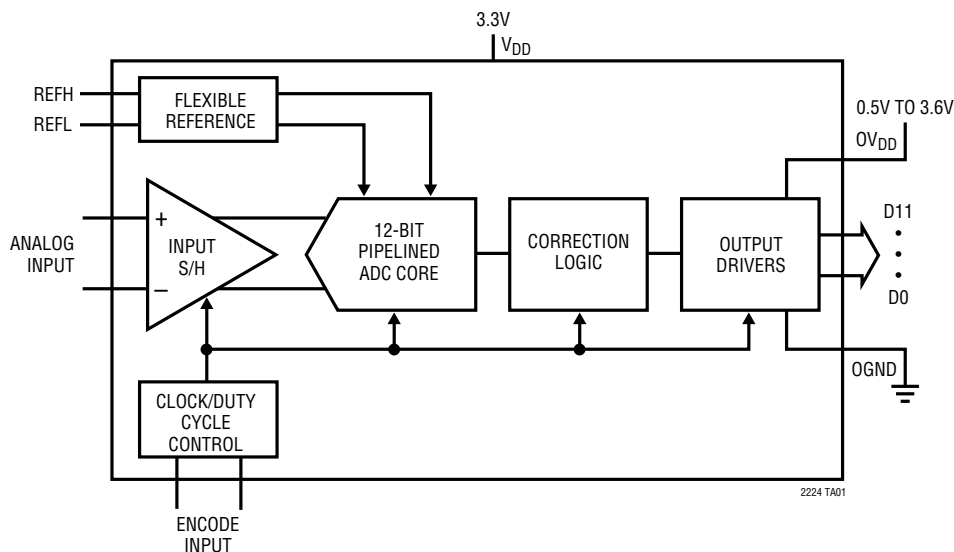 3.3V
VDD
REFH
REFL
FLEXIBLE
REFERENCE
0.5V TO 3.6V
OVDD
ANALOG
INPUT
+
–
INPUT
S/H
12-BIT
PIPELINED
ADC CORE
CORRECTION
LOGIC
OUTPUT
DRIVERS
D11
•
•
•
D0
OGND
CLOCK/DUTY
CYCLE
CONTROL
ENCODE
INPUT
2224 TA01